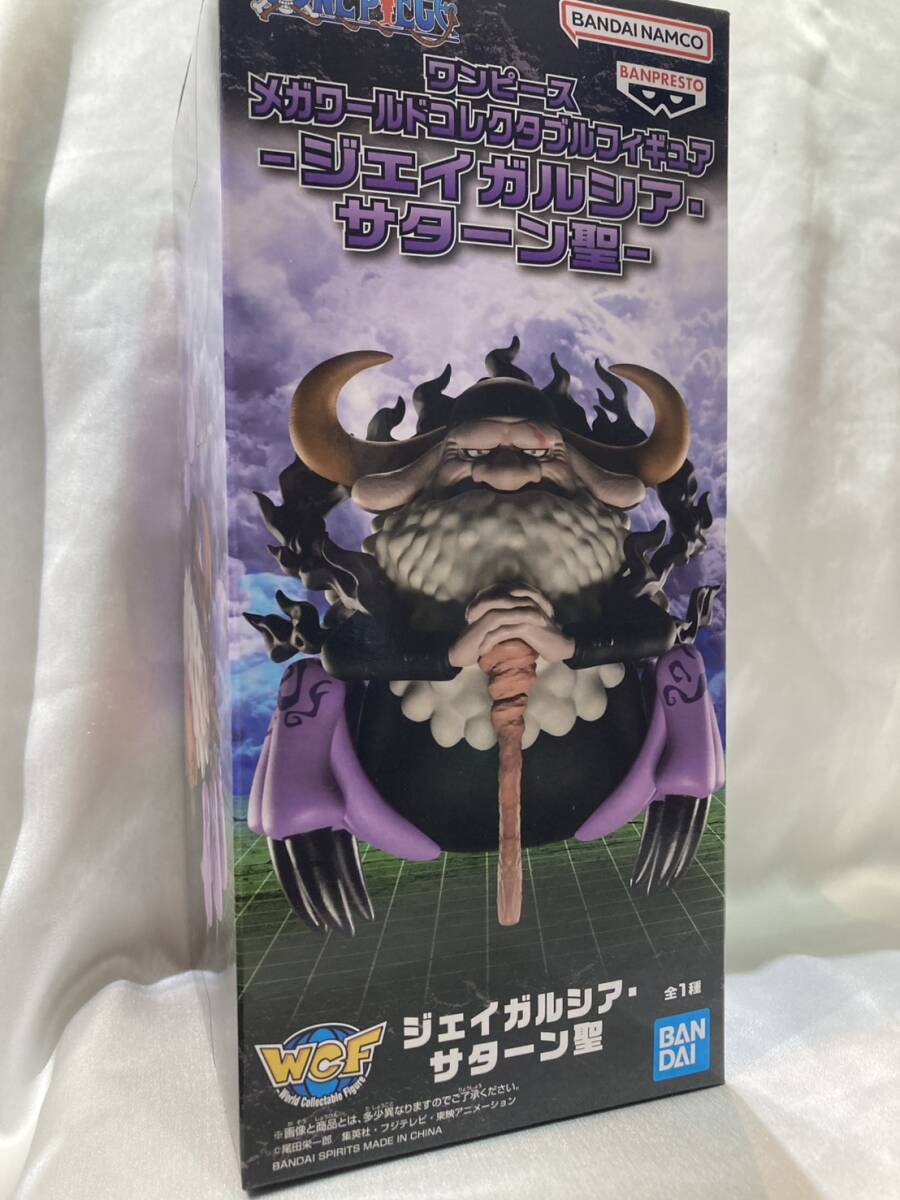 ONE PIECE
BANDAI NAMCO
BANPRESTO
ワンピース
メガワールドコレクタブルフィギュア
-ジェイガルシア・
サターン聖-
全1種
ジェイガルシア・
サターン聖
BAN
DAI
WCF
World Collectable Figure
※画像と商品とは、多少異なりますのでご了承ください。
©尾田栄一郎／集英社・フジテレビ・東映アニメーション
BANDAI SPIRITS MADE IN CHINA